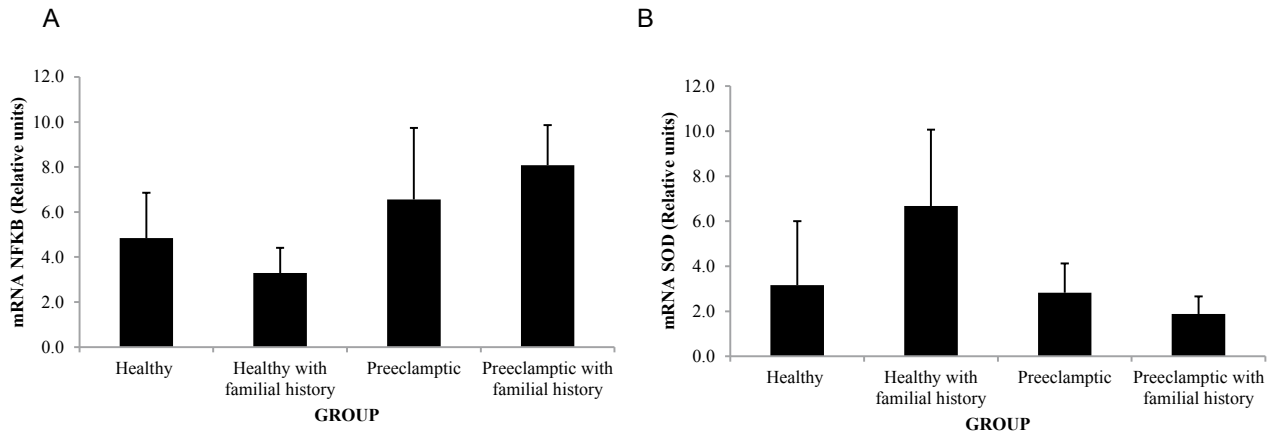 A
mRNA NFKB (Relative units)
12.0
10.0
8.0
6.0
4.0
2.0
0.0
Healthy
Healthy with
familial history
Preeclamptic
Preeclamptic with
familial history
GROUP
B
mRNA SOD (Relative units)
12.0
10.0
8.0
6.0
4.0
2.0
0.0
Healthy
Healthy with
familial history
Preeclamptic
Preeclamptic with
familial history
GROUP